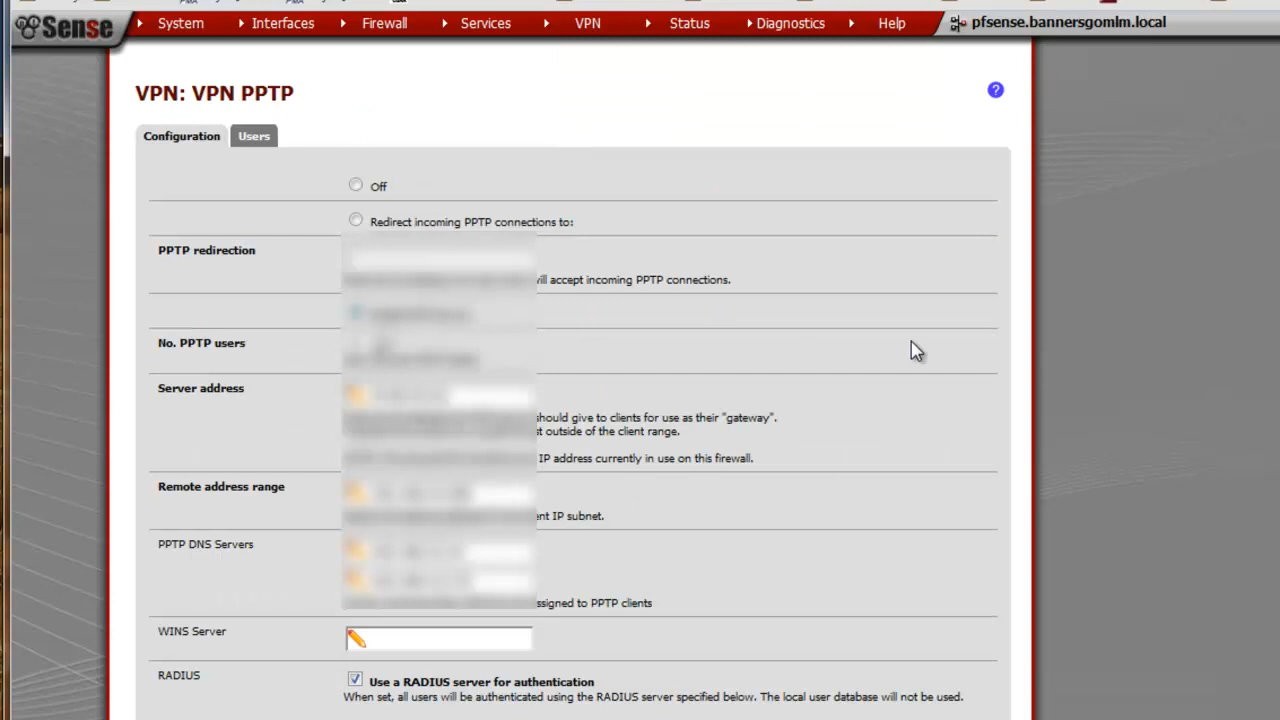 Sense System Interfaces Firewall Services VPN Status Diagnostics Help pfsense.bannersgomlm.local
VPN: VPN PPTP
?
Configuration Users
Off
Redirect incoming PPTP connections to:
PPTP redirection
will accept incoming PPTP connections.
No. PPTP users
Server address
should give to clients for use as their "gateway".
outside of the client range.
IP address currently in use on this firewall.
Remote address range
IP subnet.
PPTP DNS Servers
assigned to PPTP clients
WINS Server
RADIUS
Use a RADIUS server for authentication
When set, all users will be authenticated using the RADIUS server specified below. The local user database will not be used.